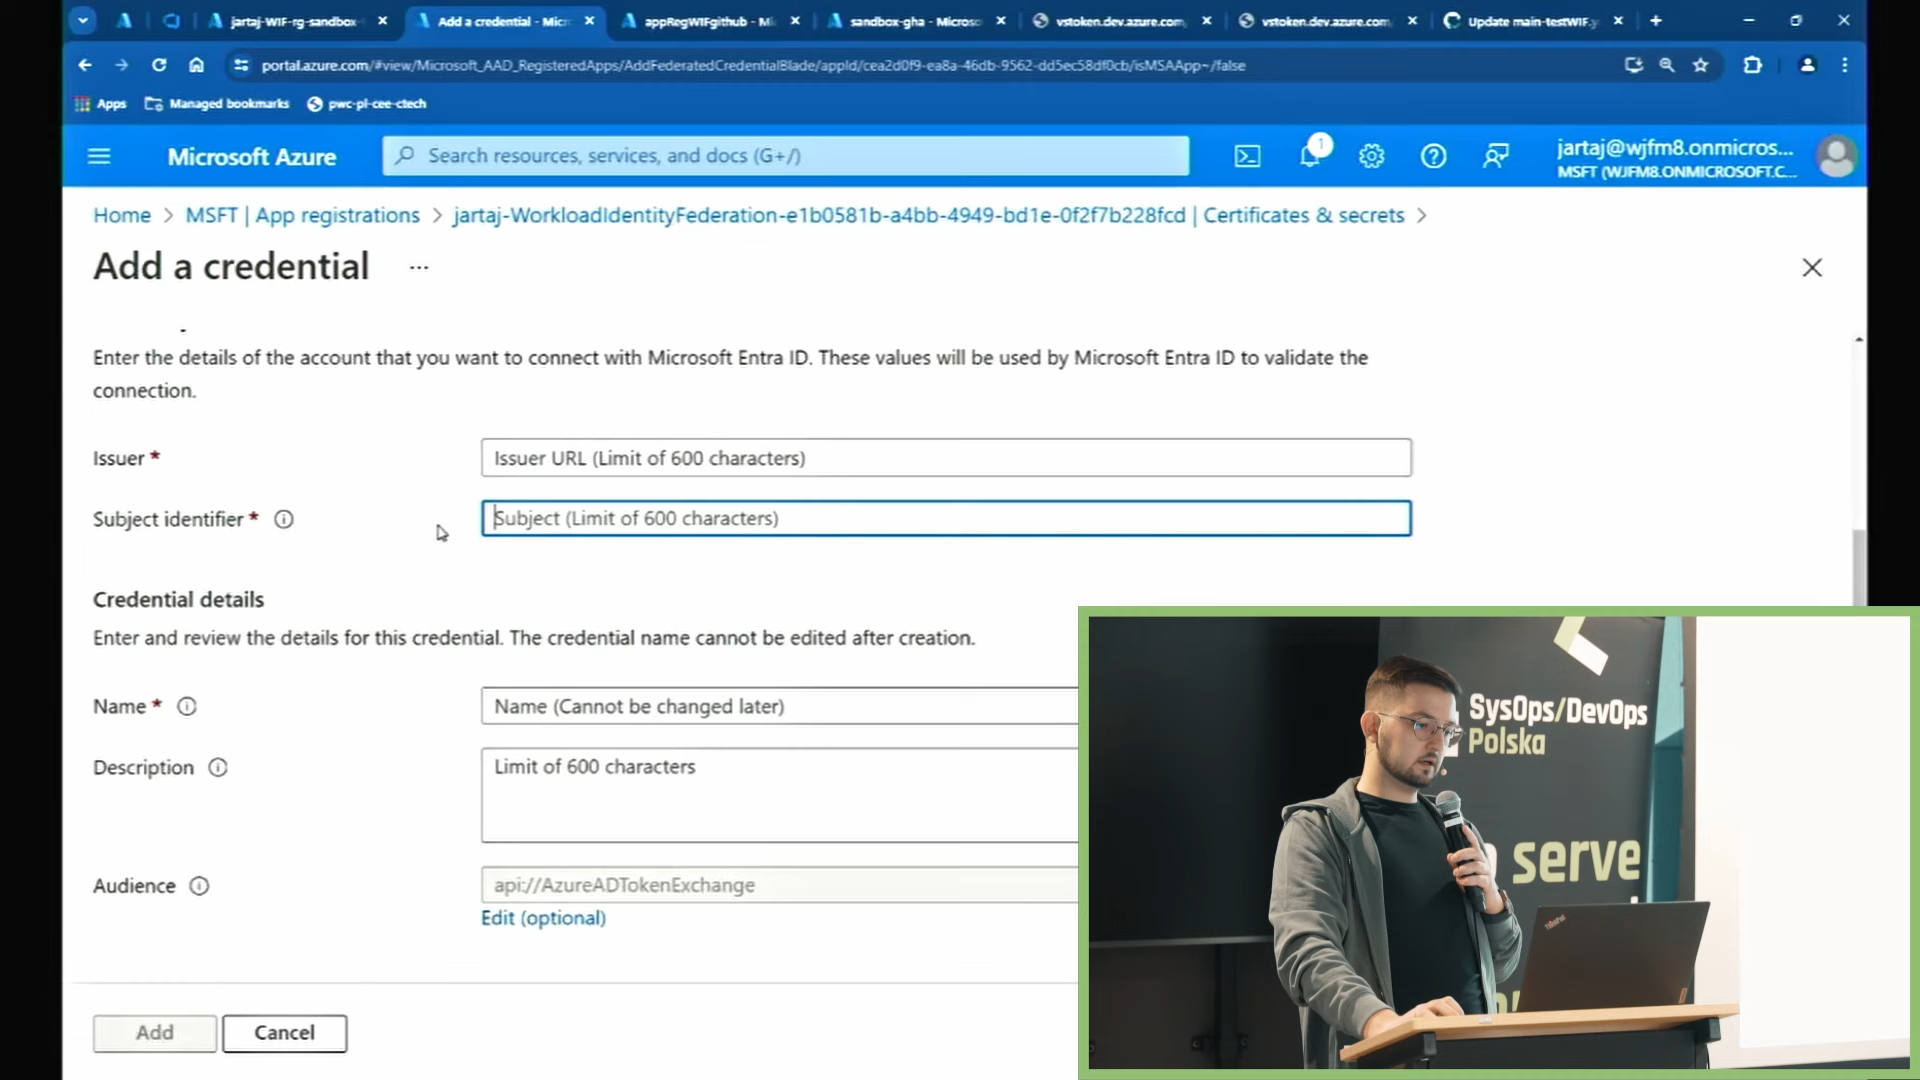 jartaj-WIF-rg-sandbox
Add a credential - Micr
appRegWIFgithub - Mi
sandbox-gha - Microso
vstoken.dev.azure.com
vstoken.dev.azure.com
Update main-testWIF.y
portal.azure.com/#view/Microsoft_AAD_RegisteredApps/AddFederatedCredentialBlade/appId/cea2d0f9-ea8a-46db-9562-dd5ec58df0cb/isMSAApp~/false
Apps
Managed bookmarks
pwc-pl-cee-ctech
Microsoft Azure
Search resources, services, and docs (G+/)
1
jartaj@wjfm8.onmicros...
MSFT (WJFM8.ONMICROSOFT.C...
Home > MSFT | App registrations > jartaj-WorkloadIdentityFederation-e1b0581b-a4bb-4949-bd1e-0f2f7b228fcd | Certificates & secrets >
Add a credential ...
Enter the details of the account that you want to connect with Microsoft Entra ID. These values will be used by Microsoft Entra ID to validate the
connection.
Issuer *
Issuer URL (Limit of 600 characters)
Subject identifier *
Subject (Limit of 600 characters)
Credential details
Enter and review the details for this credential. The credential name cannot be edited after creation.
Name *
Name (Cannot be changed later)
Description
Limit of 600 characters
Audience
api://AzureADTokenExchange
Edit (optional)
Add
Cancel
SysOps/DevOps
Polska
serve
ThinkPad